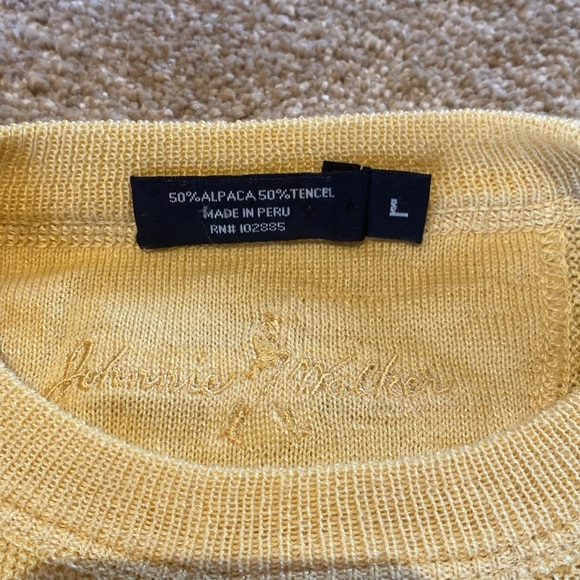 50%ALPACA 50%TENCEL
MADE IN PERU
RN# 102885
L
Johnnie Walker